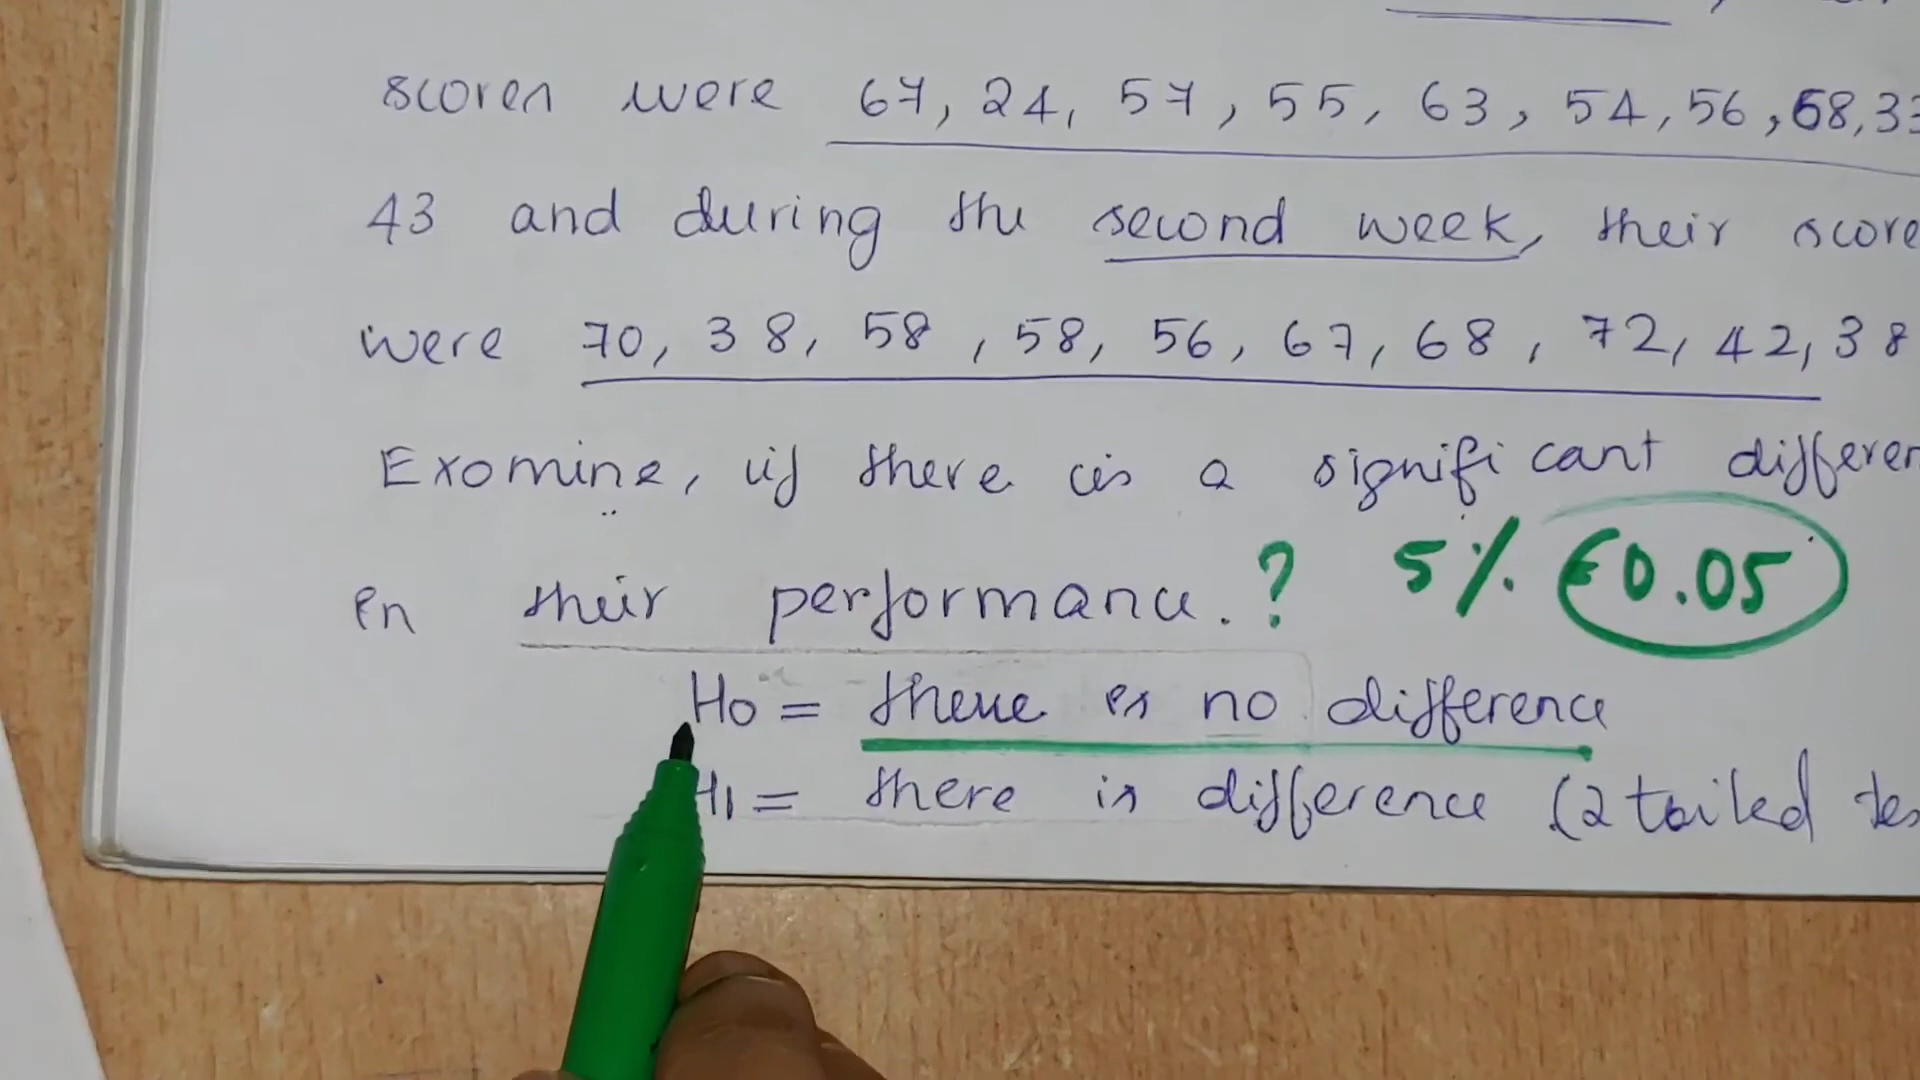 scores were 67, 24, 57, 55, 63, 54, 56, 68, 33
43 and during the second week, their score
were 70, 38, 58, 58, 56, 67, 68, 72, 42, 38
Examine, if there is a significant differen
in their performance.? 5% €0.05
H0 = there is no difference
H1 = there is difference (2 tailed tes